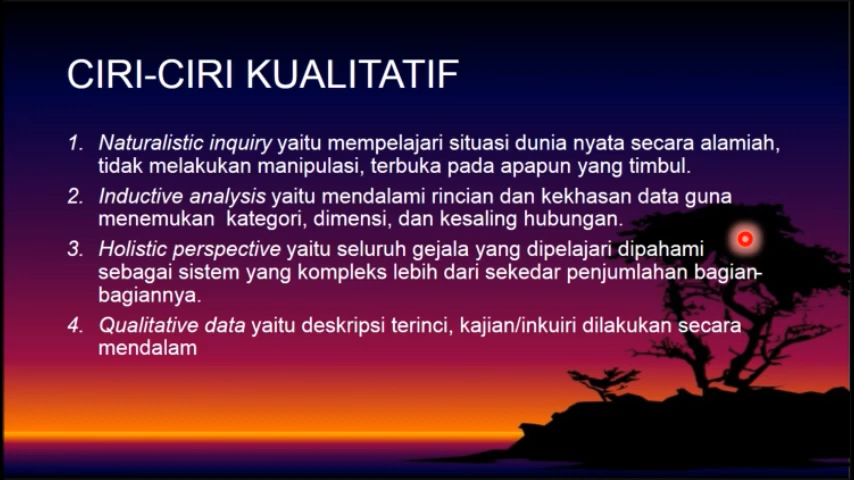 CIRI-CIRI KUALITATIF
1. Naturalistic inquiry yaitu mempelajari situasi dunia nyata secara alamiah,
tidak melakukan manipulasi, terbuka pada apapun yang timbul.
2. Inductive analysis yaitu mendalami rincian dan kekhasan data guna
menemukan kategori, dimensi, dan kesaling hubungan.
3. Holistic perspective yaitu seluruh gejala yang dipelajari dipahami
sebagai sistem yang kompleks lebih dari sekedar penjumlahan bagian-
bagiannya.
4. Qualitative data yaitu deskripsi terinci, kajian/inkuiri dilakukan secara
mendalam